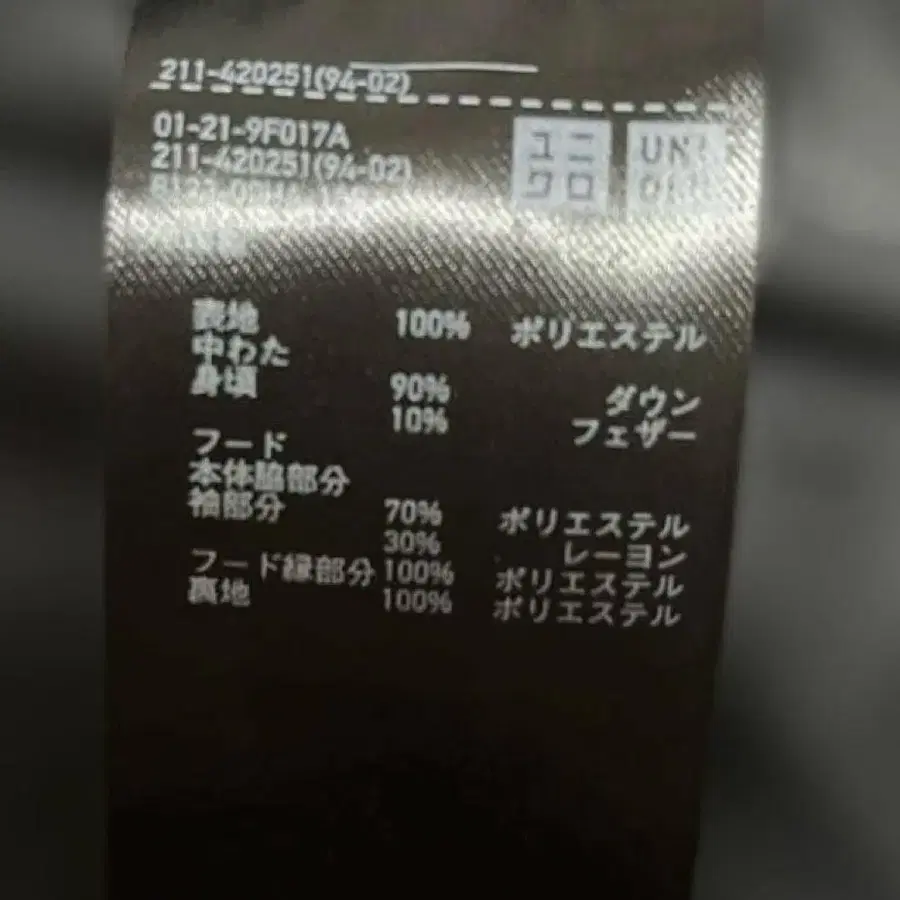 211-420251(94-02)
01-21-9F017A
211-420251(94-02)
ユニ
クロ
UNI
表地 100% ポリエステル
中わた
身頃 90% ダウン
10% フェザー
フード
本体脇部分
袖部分 70% ポリエステル
30% レーヨン
フード縁部分 100% ポリエステル
裏地 100% ポリエステル